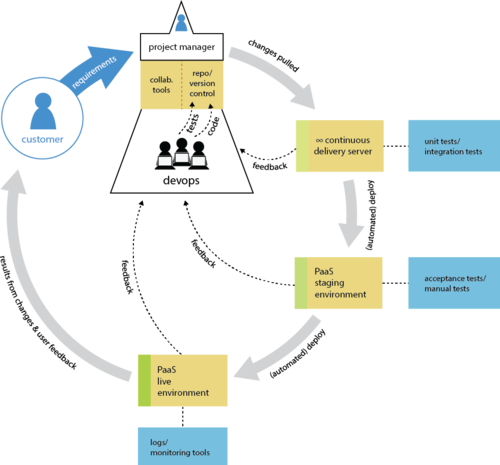 project manager
collab.
tools
repo/
version
control
tests
code
devops
requirements
customer
changes pulled
∞ continuous
delivery server
unit tests/
integration tests
feedback
(automated) deploy
PaaS
staging
environment
acceptance tests/
manual tests
feedback
(automated) deploy
feedback
PaaS
live
environment
logs/
monitoring tools
results from changes & user feedback